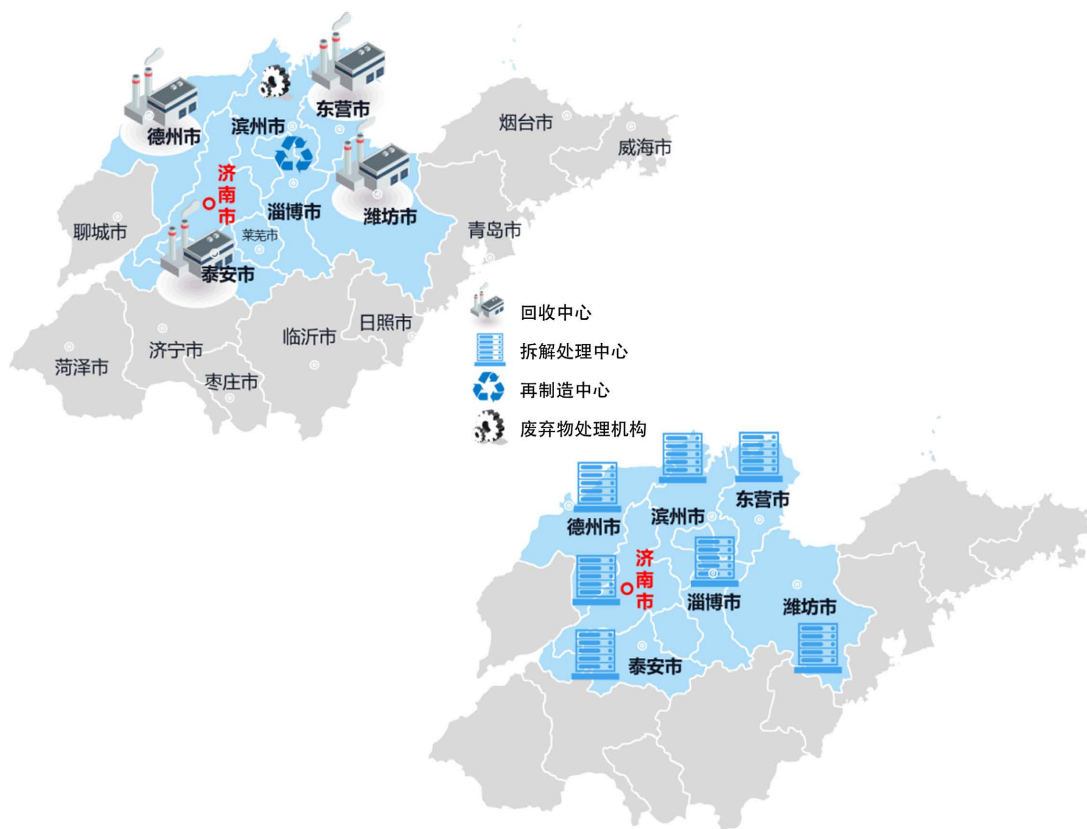 东营市
德州市
滨州市
烟台市
威海市
济南市
淄博市
潍坊市
聊城市
莱芜市
青岛市
泰安市
回收中心
日照市
临沂市
济宁市
拆解处理中心
菏泽市
枣庄市
再制造中心
废弃物处理机构
东营市
德州市
滨州市
济南市
淄博市
潍坊市
泰安市